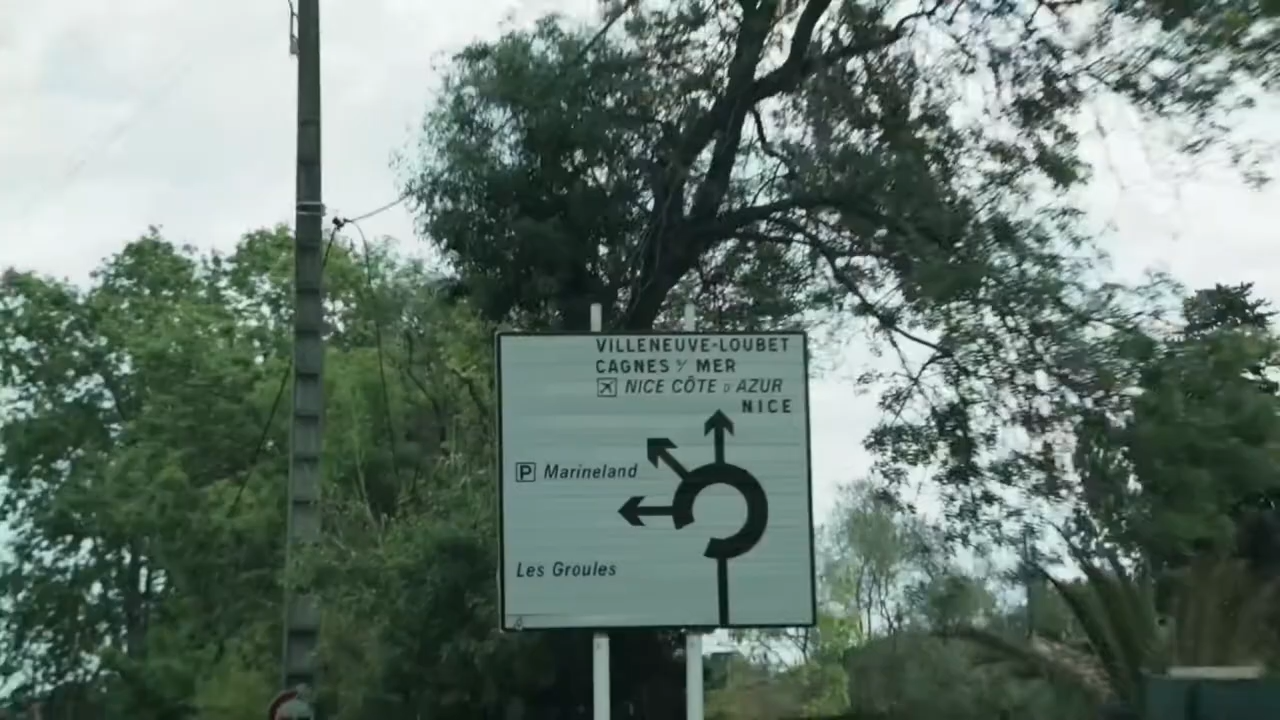 VILLENEUVE-LOUBET
CAGNES s/ MER
NICE CÔTE D AZUR
NICE
P Marineland
Les Groules